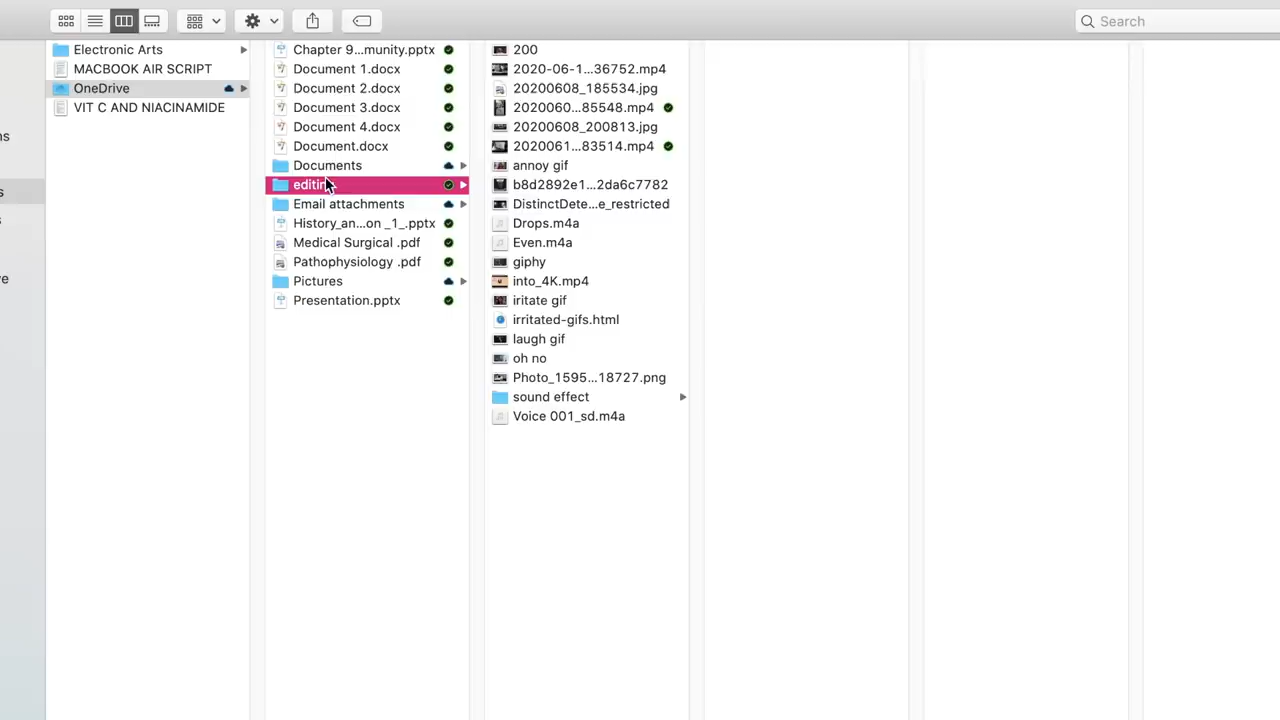 Search
ns
s
s
ve
Electronic Arts
MACBOOK AIR SCRIPT
OneDrive
VIT C AND NIACINAMIDE
Chapter 9...munity.pptx
Document 1.docx
Document 2.docx
Document 3.docx
Document 4.docx
Document.docx
Documents
editin
Email attachments
History_an...on _1_.pptx
Medical Surgical .pdf
Pathophysiology .pdf
Pictures
Presentation.pptx
200
2020-06-1...36752.mp4
20200608_185534.jpg
2020060...85548.mp4
20200608_200813.jpg
2020061...83514.mp4
annoy gif
b8d2892e1...2da6c7782
DistinctDete...e_restricted
Drops.m4a
Even.m4a
giphy
into_4K.mp4
iritate gif
irritated-gifs.html
laugh gif
oh no
Photo_1595...18727.png
sound effect
Voice 001_sd.m4a